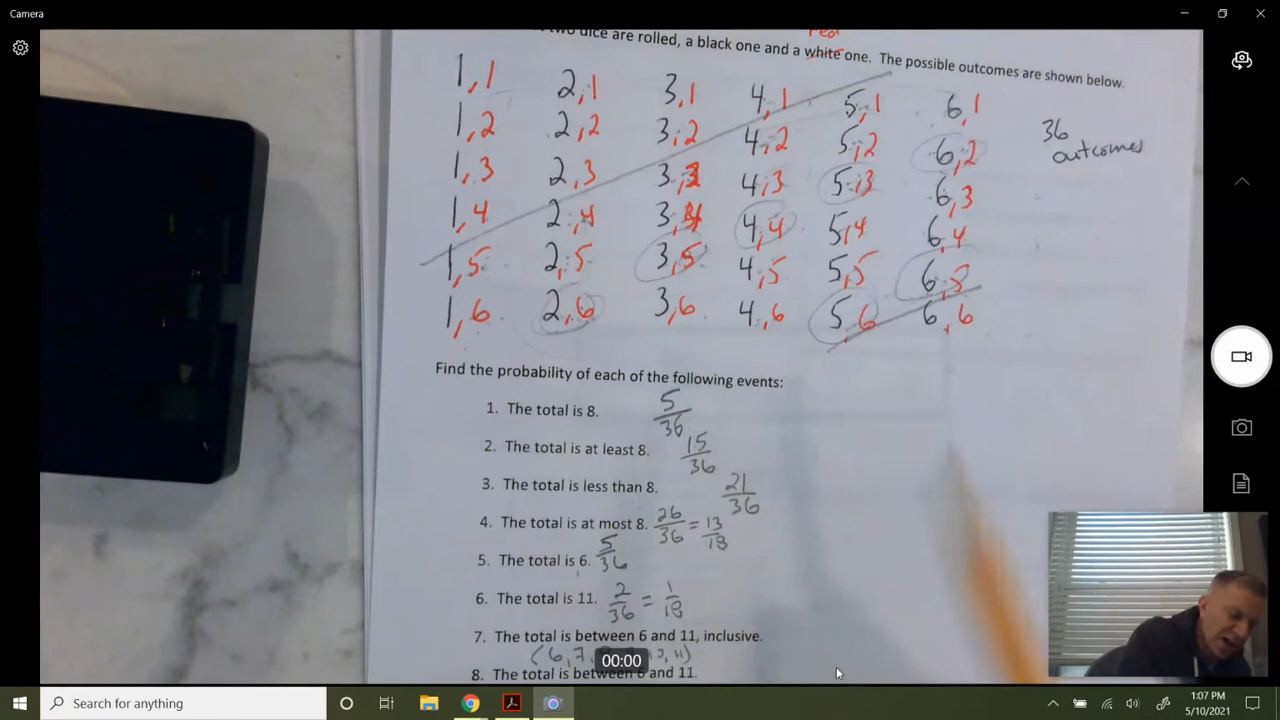 Camera
two dice are rolled, a black one and a white one. The possible outcomes are shown below.
red
1,1 2,1 3,1 4,1 5,1 6,1
1,2 2,2 3,2 4,2 5,2 6,2
1,3 2,3 3,3 4,3 5,3 6,3
1,4 2,4 3,4 4,4 5,4 6,4
1,5 2,5 3,5 4,5 5,5 6,5
1,6 2,6 3,6 4,6 5,6 6,6
36
outcomes
Find the probability of each of the following events:
1. The total is 8. 5/36
2. The total is at least 8. 15/36
3. The total is less than 8. 21/36
4. The total is at most 8. 26/36 = 13/18
5. The total is 6. 5/36
6. The total is 11. 2/36 = 1/18
7. The total is between 6 and 11, inclusive.
(6,7, 11)
00:00
8. The total is between 6 and 11.
Search for anything
1:07 PM
5/10/2021